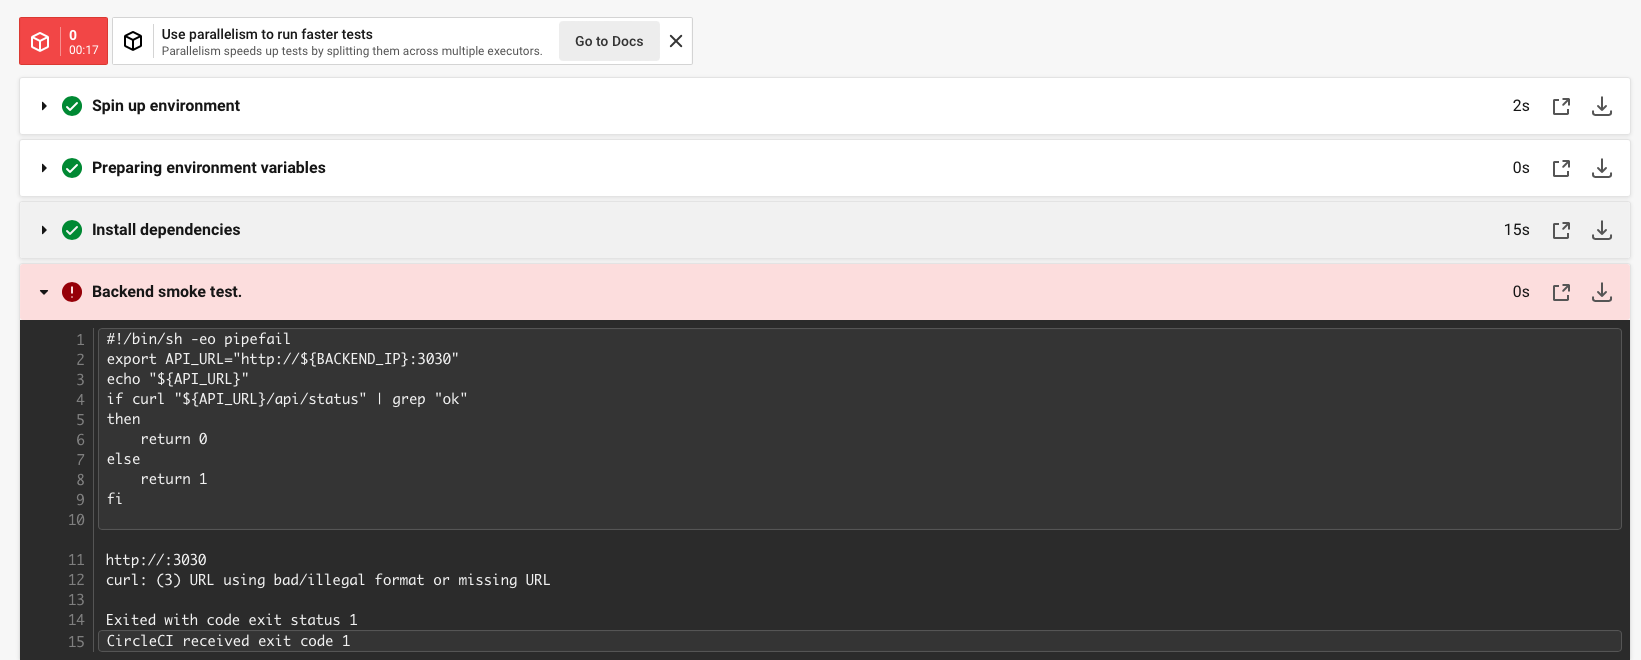 0
00:17
Use parallelism to run faster tests
Parallelism speeds up tests by splitting them across multiple executors.
Go to Docs
Spin up environment 2s
Preparing environment variables 0s
Install dependencies 15s
Backend smoke test. 0s
1 #!/bin/sh -eo pipefail
2 export API_URL="http://${BACKEND_IP}:3030"
3 echo "${API_URL}"
4 if curl "${API_URL}/api/status" | grep "ok"
5 then
6     return 0
7 else
8     return 1
9 fi
10
11 http://:3030
12 curl: (3) URL using bad/illegal format or missing URL
13
14 Exited with code exit status 1
15 CircleCI received exit code 1